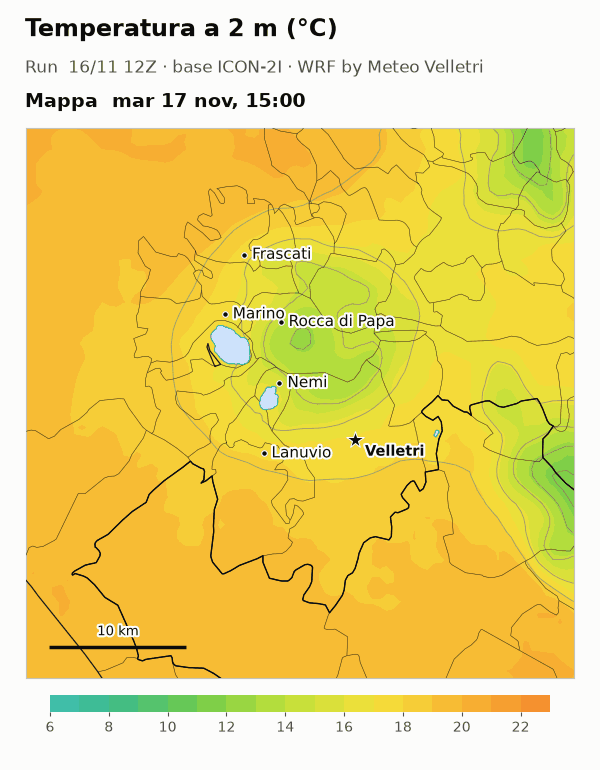 Temperatura a 2 m (°C)
Run  16/11 12Z · base ICON-2I · WRF by Meteo Velletri
Mappa  mar 17 nov, 15:00
Frascati
Marino
Rocca di Papa
Nemi
Velletri
Lanuvio
10 km
6 8 10 12 14 16 18 20 22